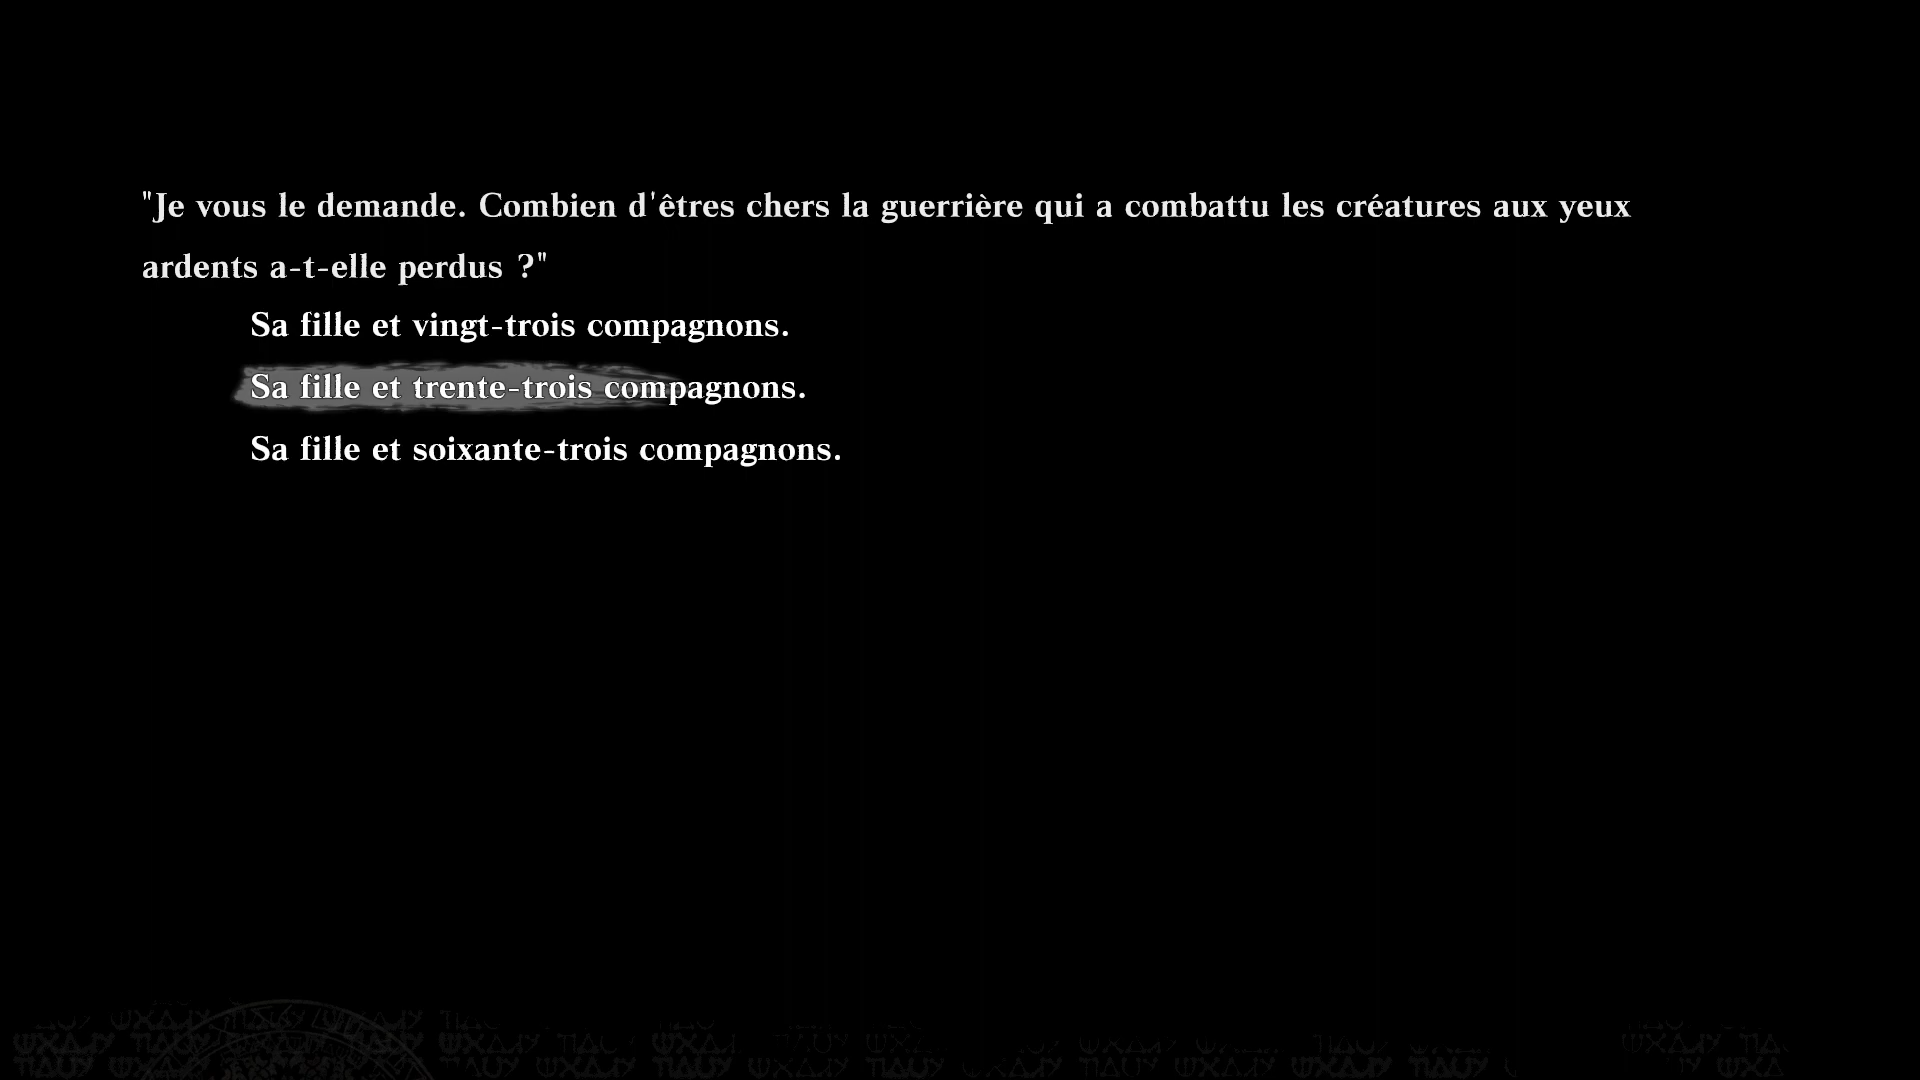 "Je vous le demande. Combien d'êtres chers la guerrière qui a combattu les créatures aux yeux
ardents a-t-elle perdus ?"
Sa fille et vingt-trois compagnons.
Sa fille et trente-trois compagnons.
Sa fille et soixante-trois compagnons.